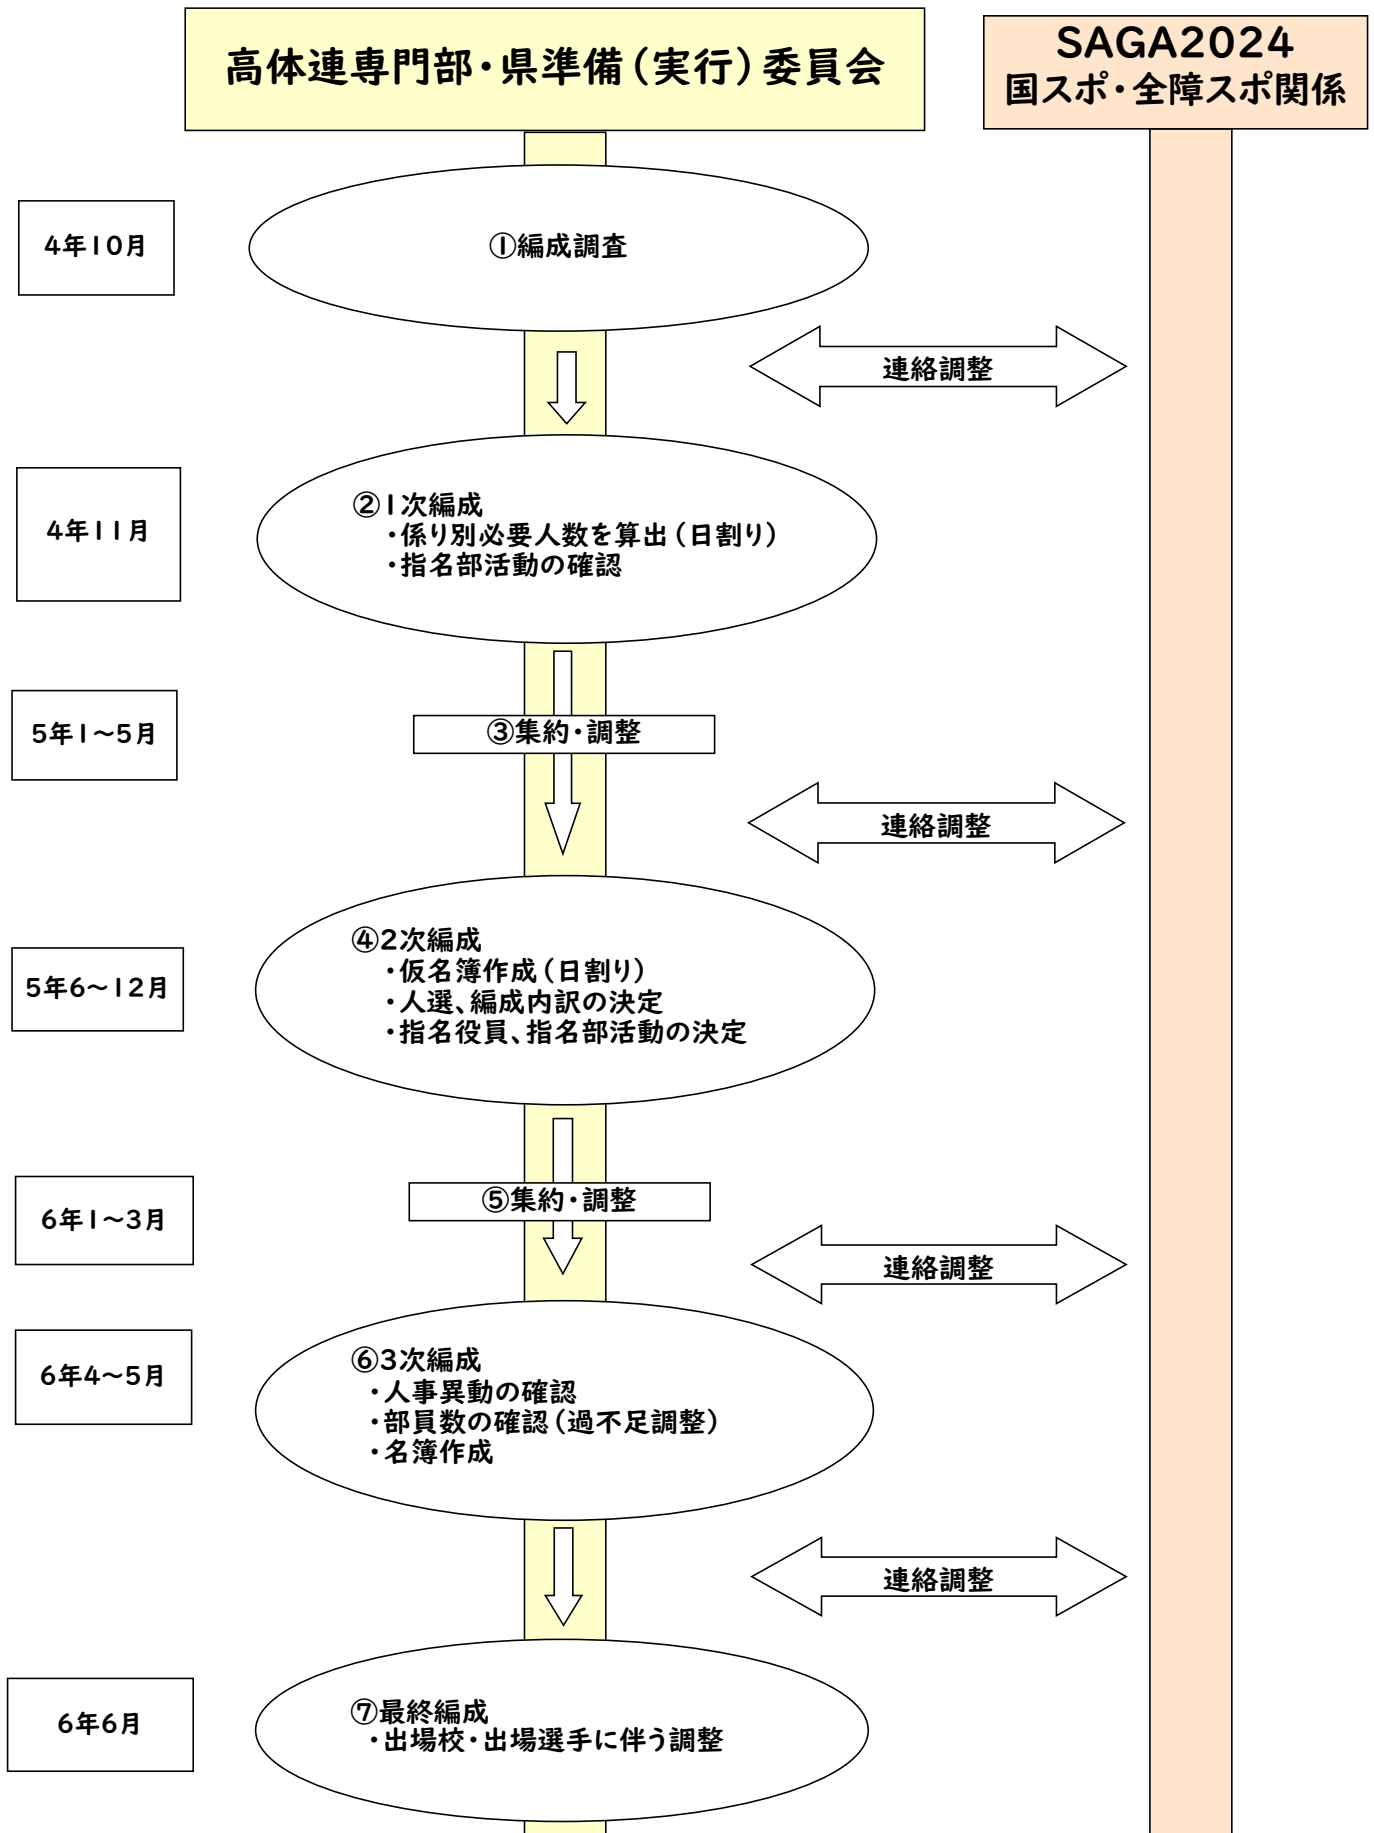 高体連専門部・県準備(実行)委員会
SAGA2024
国スポ・全障スポ関係
4年10月
①編成調査
連絡調整
4年11月
②1次編成
・係り別必要人数を算出(日割り)
・指名部活動の確認
5年1～5月
③集約・調整
連絡調整
5年6～12月
④2次編成
・仮名簿作成(日割り)
・人選、編成内訳の決定
・指名役員、指名部活動の決定
6年1～3月
⑤集約・調整
連絡調整
6年4～5月
⑥3次編成
・人事異動の確認
・部員数の確認(過不足調整)
・名簿作成
連絡調整
6年6月
⑦最終編成
・出場校・出場選手に伴う調整